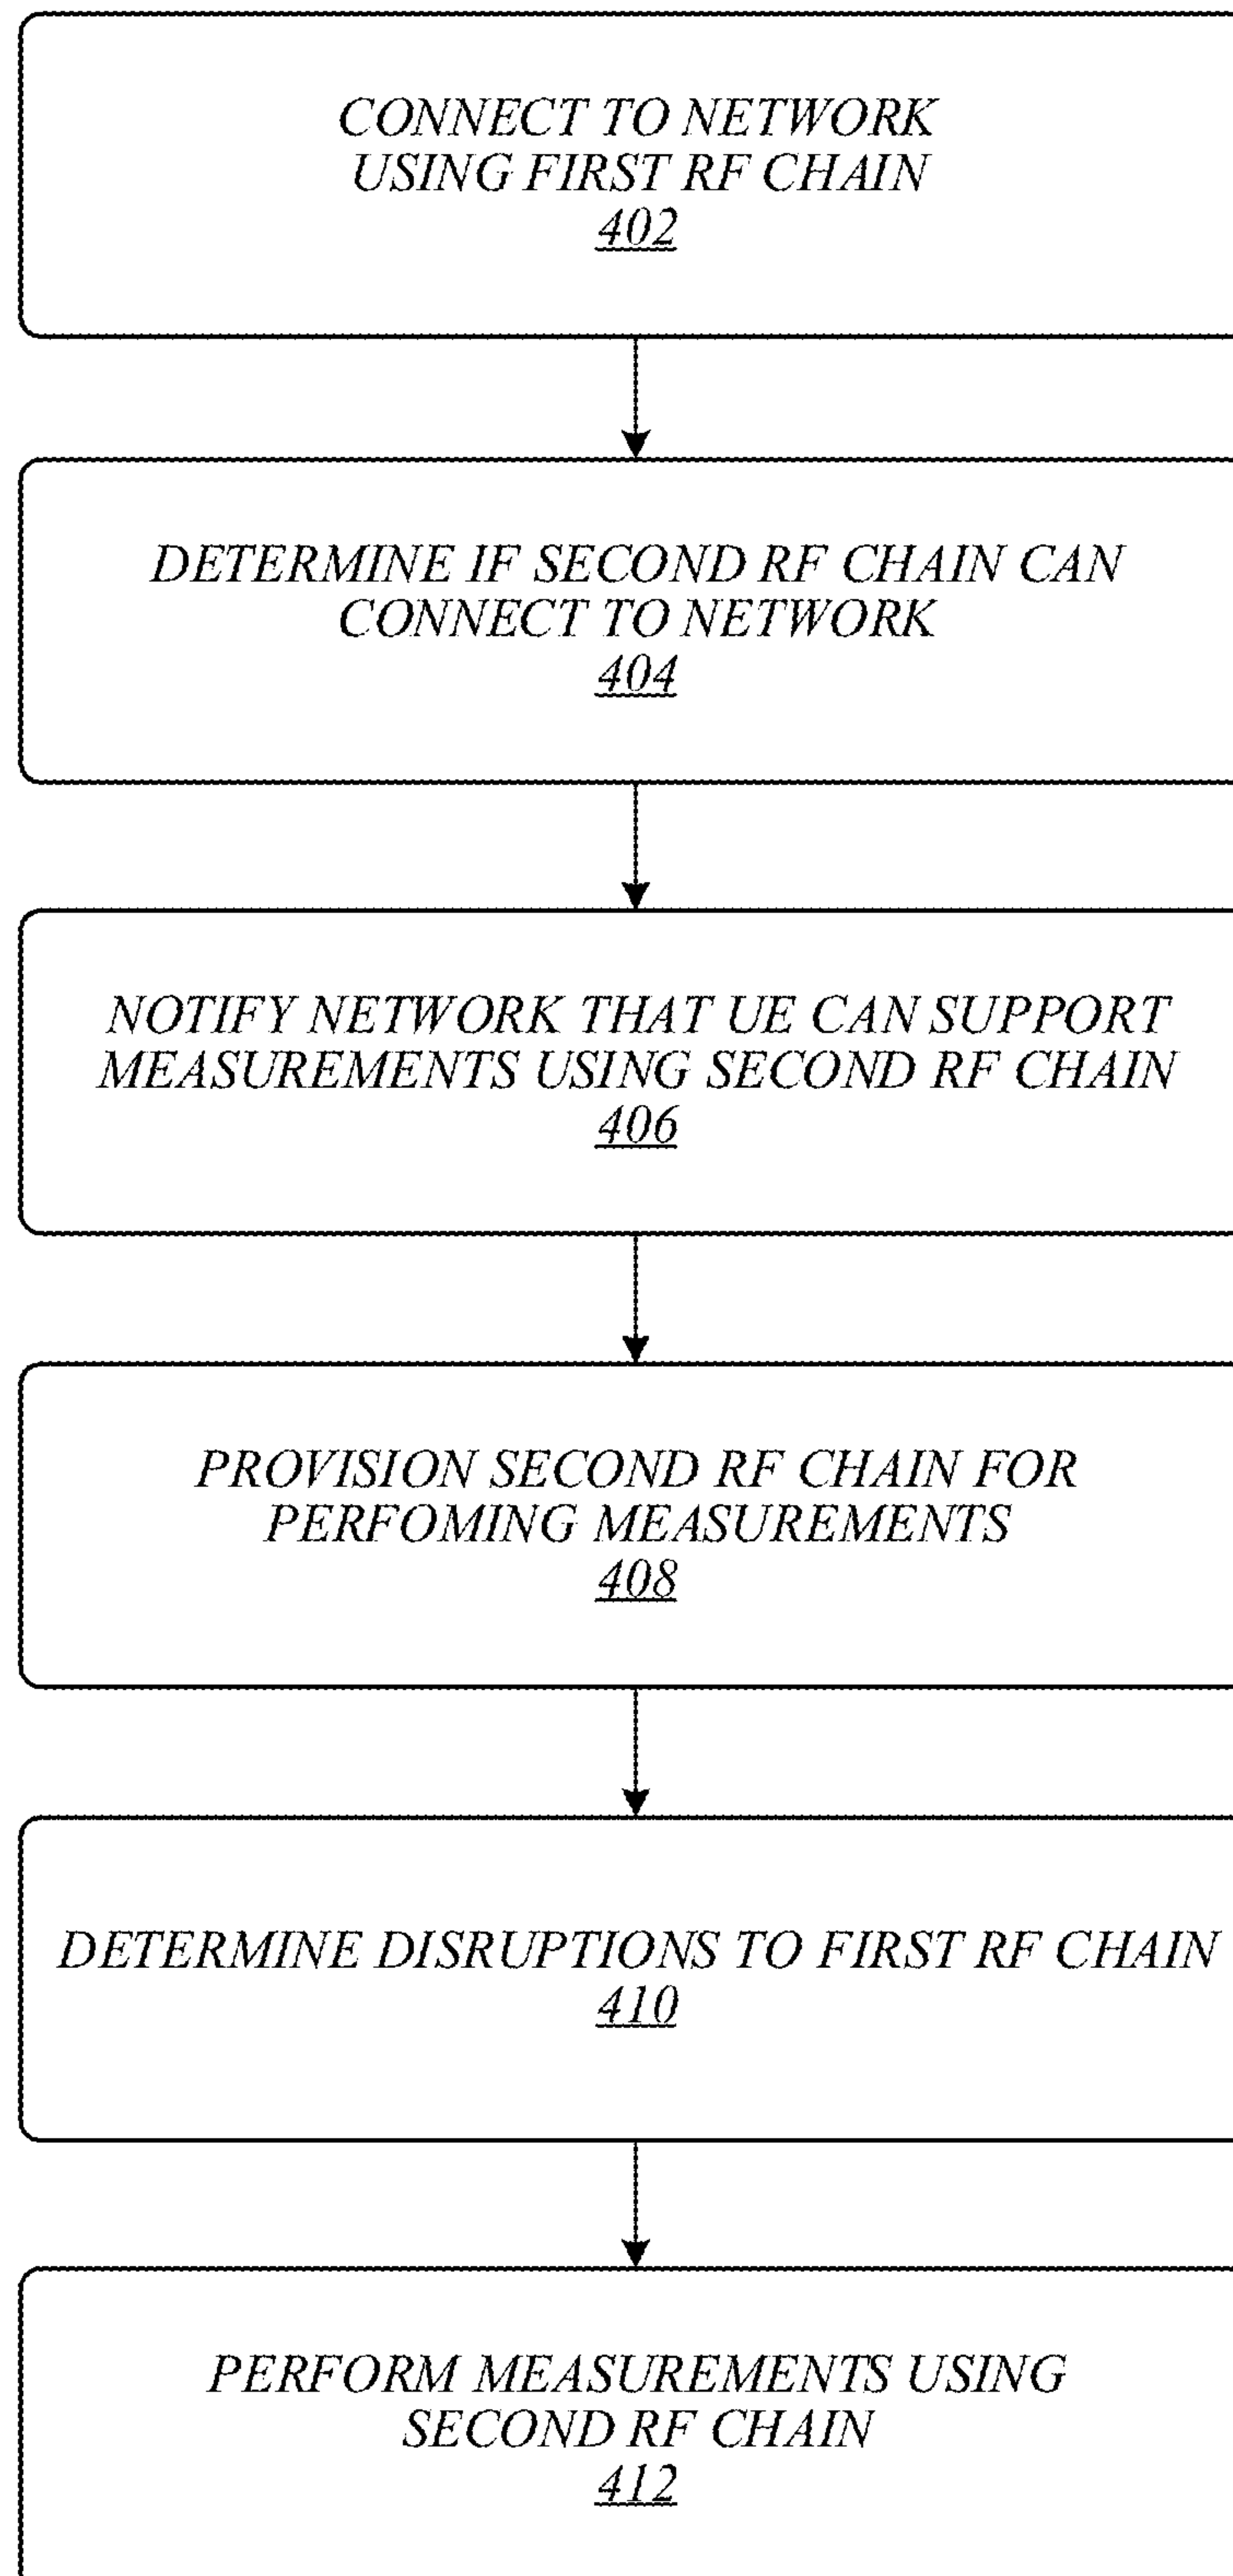 CONNECT TO NETWORK
USING FIRST RF CHAIN
402
DETERMINE IF SECOND RF CHAIN CAN
CONNECT TO NETWORK
404
NOTIFY NETWORK THAT UE CAN SUPPORT
MEASUREMENTS USING SECOND RF CHAIN
406
PROVISION SECOND RF CHAIN FOR
PERFOMING MEASUREMENTS
408
DETERMINE DISRUPTIONS TO FIRST RF CHAIN
410
PERFORM MEASUREMENTS USING
SECOND RF CHAIN
412